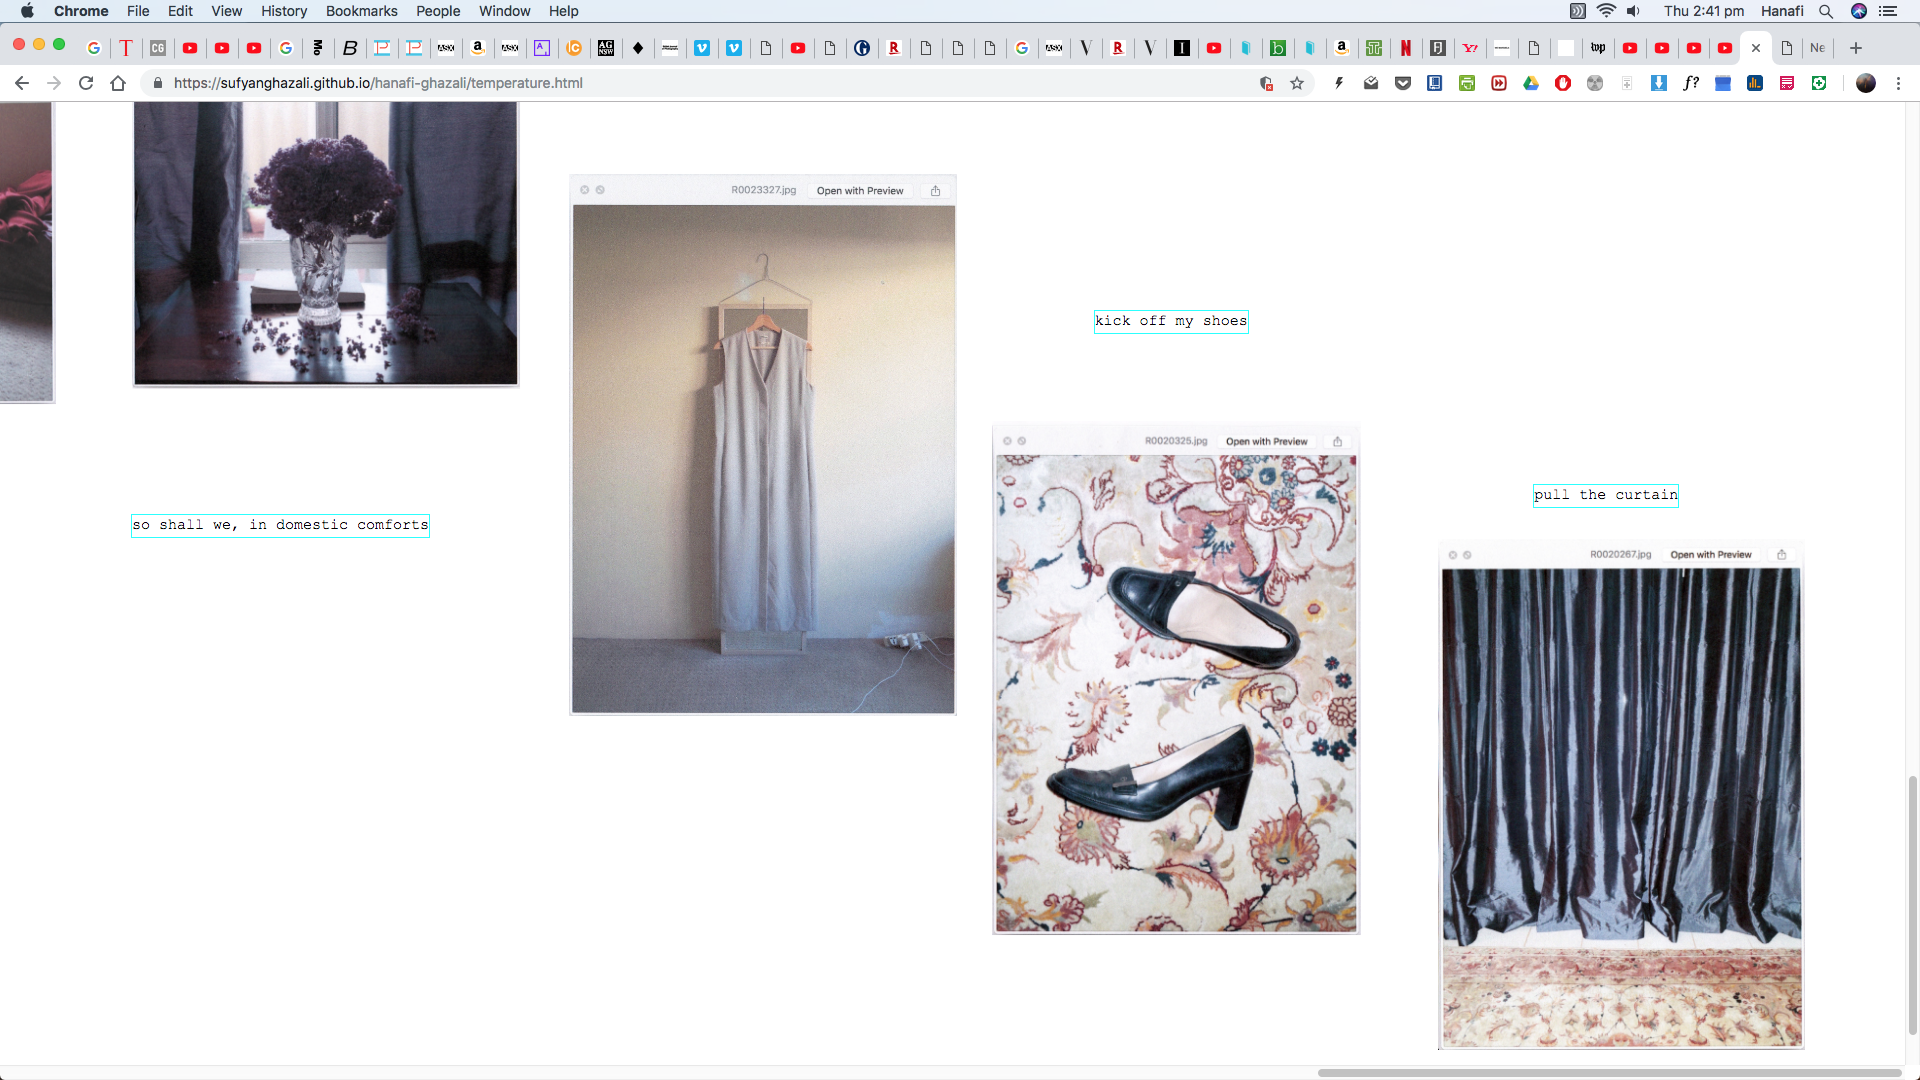 Chrome File Edit View History Bookmarks People Window Help
Thu 2:41 pm Hanafi
Ne
https://sufyanghazali.github.io/hanafi-ghazali/temperature.html
R0023327.jpg Open with Preview
kick off my shoes
R0020325.jpg Open with Preview
pull the curtain
so shall we, in domestic comforts
R0020267.jpg Open with Preview